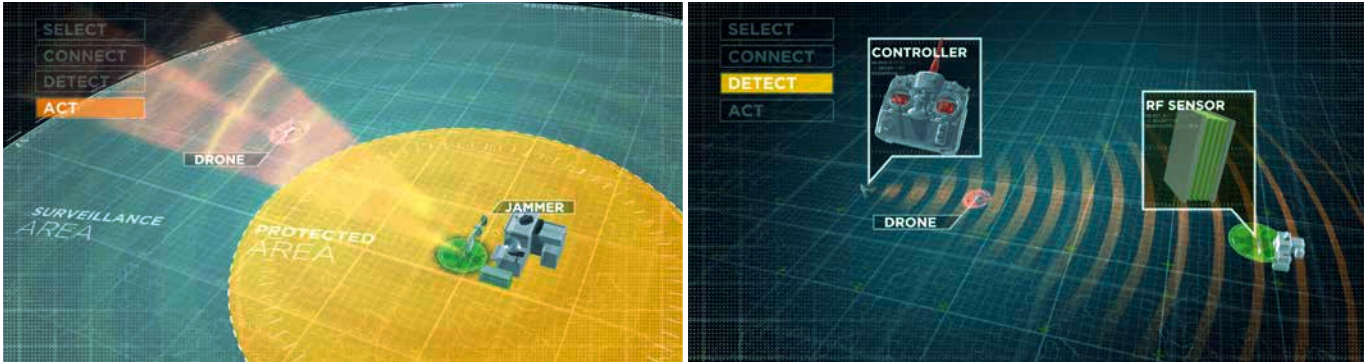 SELECT
CONNECT
DETECT
ACT
DRONE
JAMMER
SURVEILLANCE
AREA
PROTECTED
AREA
SELECT
CONNECT
DETECT
ACT
CONTROLLER
DRONE
RF SENSOR